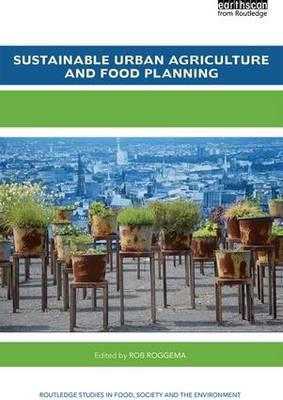 earthscan
from Routledge
SUSTAINABLE URBAN AGRICULTURE
AND FOOD PLANNING
Edited by ROB ROGGEMA
ROUTLEDGE STUDIES IN FOOD, SOCIETY AND THE ENVIRONMENT